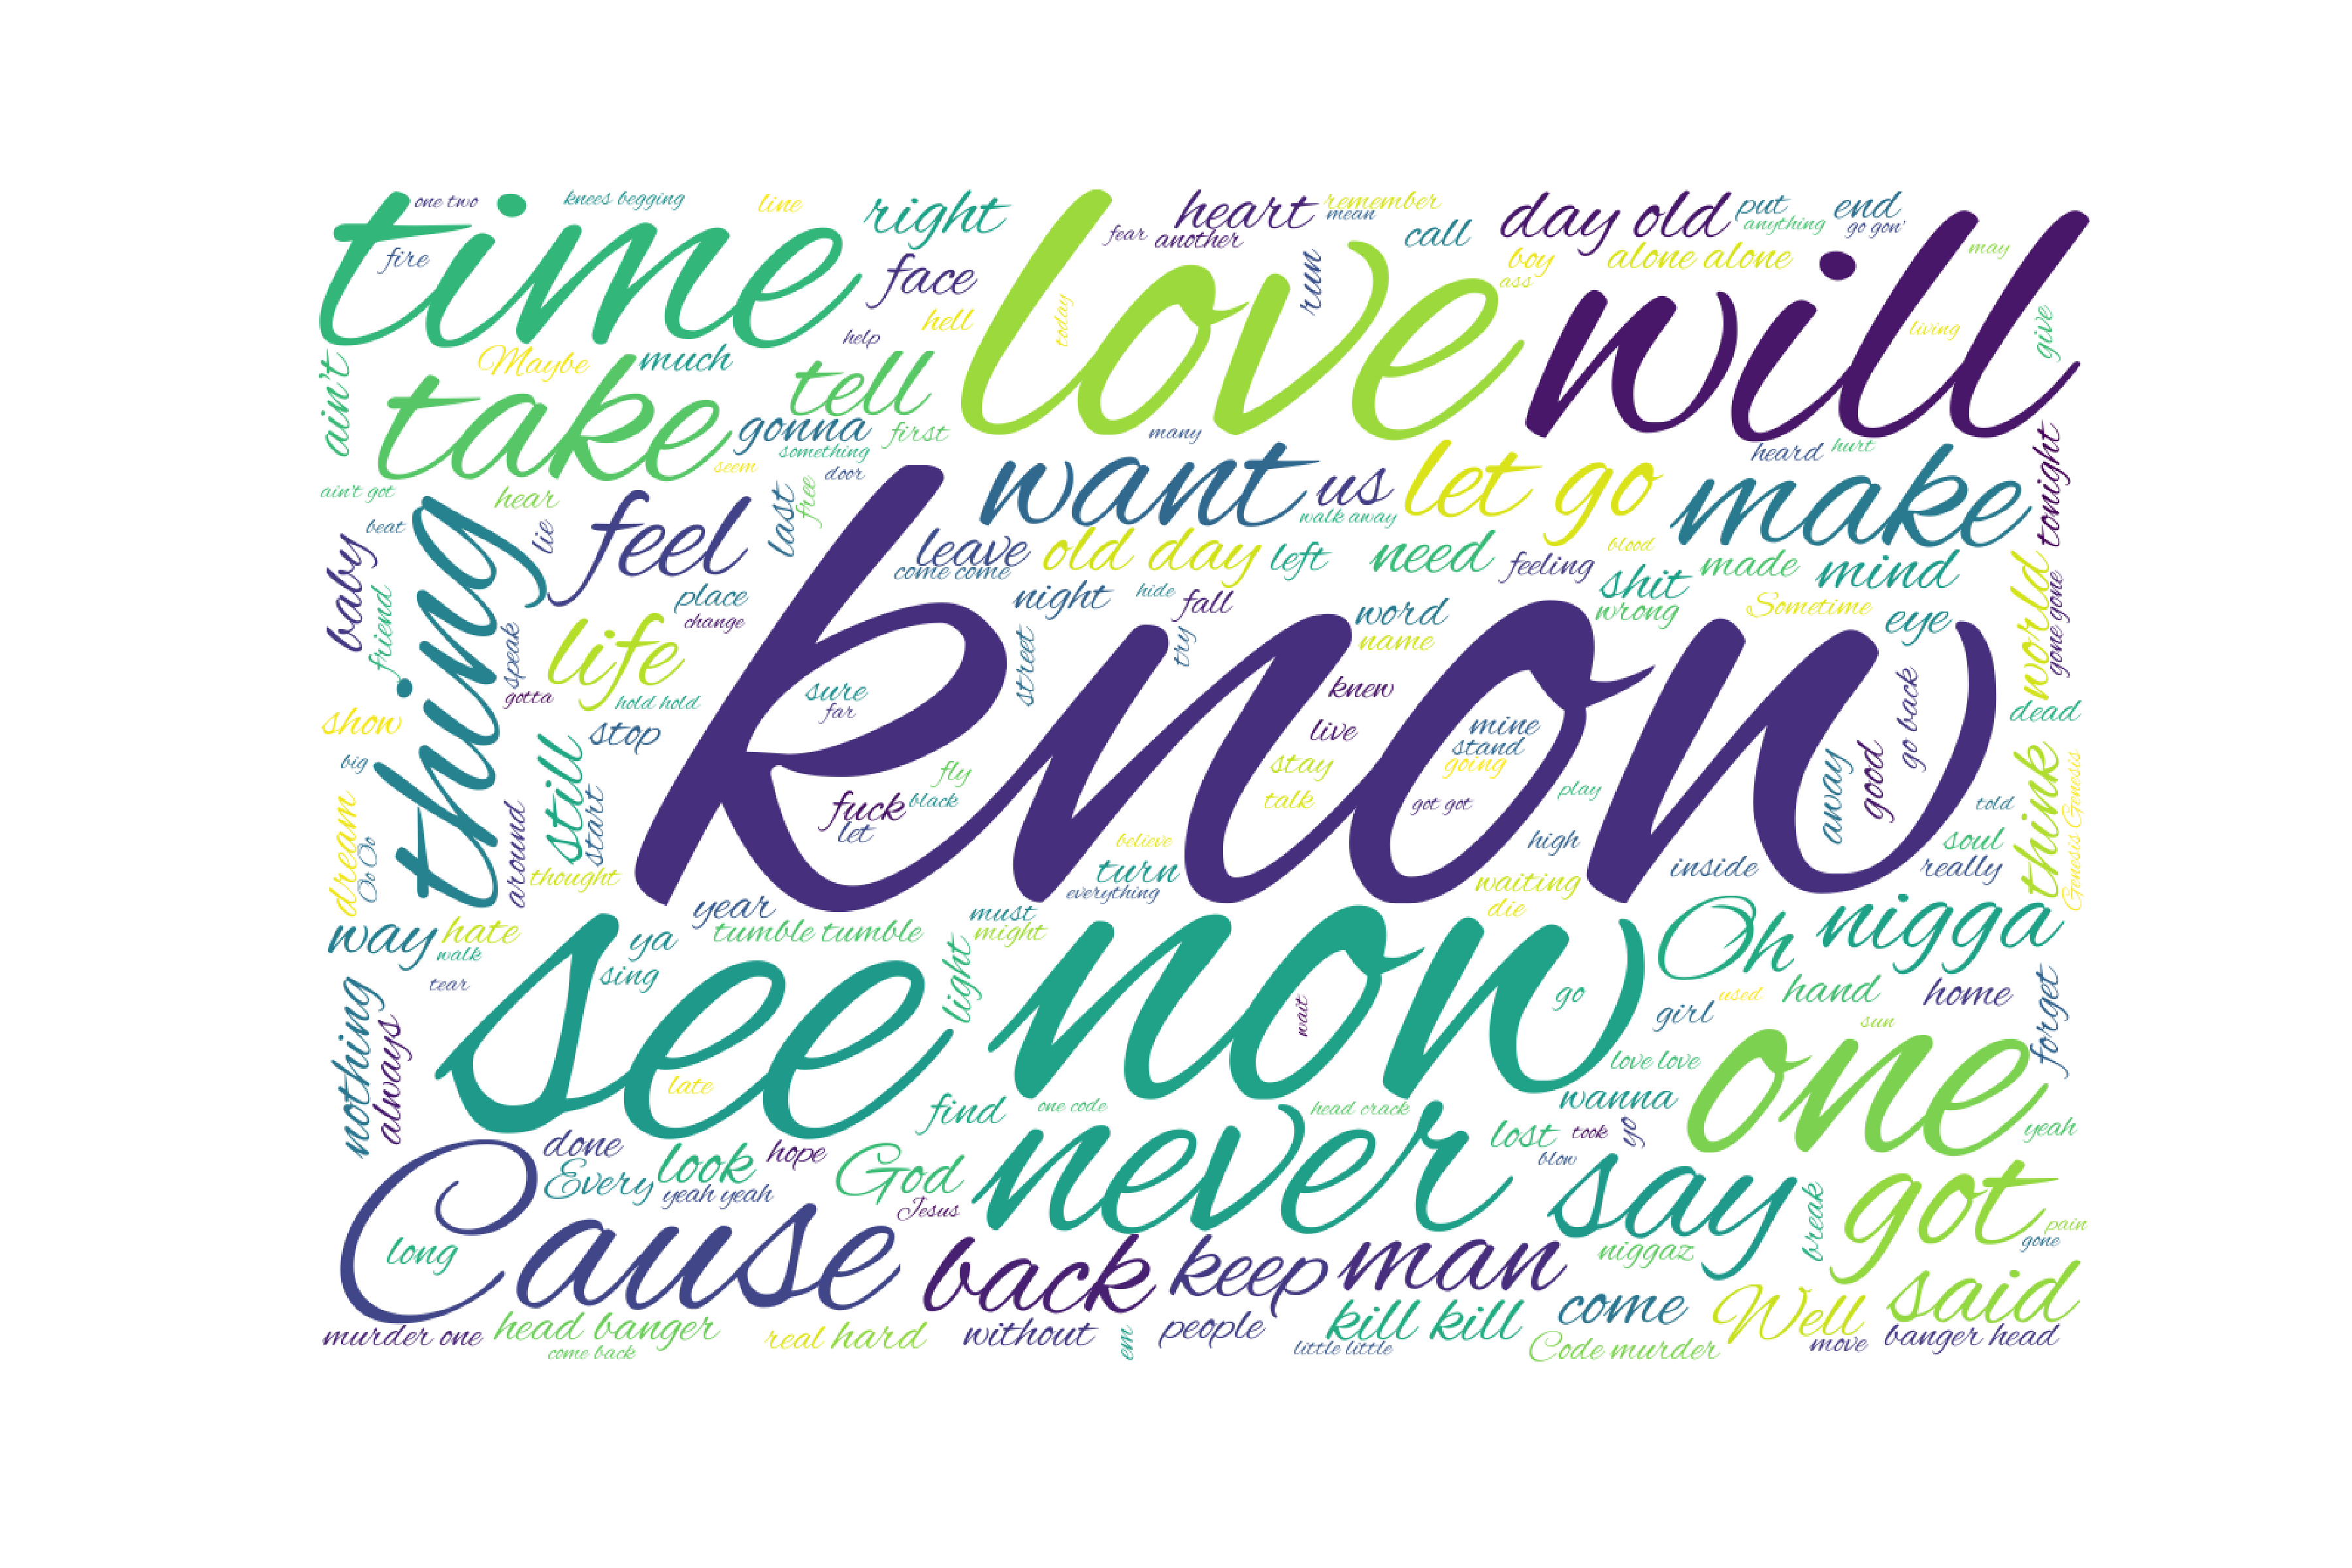 time
one two
fire
knees begging
line
right
face
hell
help
love
today
fear
heart
another
remember
mean
run
call
day old
boy
ass
alone alone
put
anything
end
go gon'
will
may
living
give
ain't
Maybe
much
take
tell
gonna
first
something
seem
door
many
heard
hurt
tonight
ain't got
hear
beat
lie
thing
feel
last
free
want
us
walk away
let go
make
leave
come come
old day
left
need
feeling
blood
shit
wrong
made
mind
Sometime
eye
world
gone gone
baby
friend
speak
gotta
life
place
change
hold hold
stop
night
hide
fall
street
try
word
name
know
sure
far
fly
black
fuck
let
knew
live
stay
talk
mine
stand
going
got got
play
high
away
good
go back
told
soul
really
inside
dead
think
Genesis Genesis
show
big
dream
Oo Oo
around
still
start
thought
believe
turn
everything
waiting
die
way
hate
walk
tear
year
tumble tumble
ya
sing
must
might
light
see
late
now
wait
go
Oh
nigga
girl
used
hand
home
sun
forget
love love
wanna
one
yeah
nothing
always
find
one code
head crack
never
lost
took
yo
blow
done
Every
look
yeah yeah
hope
God
Jesus
say
break
got
pain
gone
Cause
long
back
keep
man
niggaz
said
murder one
head banger
come back
real
hard
without
em
people
kill kill
little little
come
Code murder
Well
move
banger head